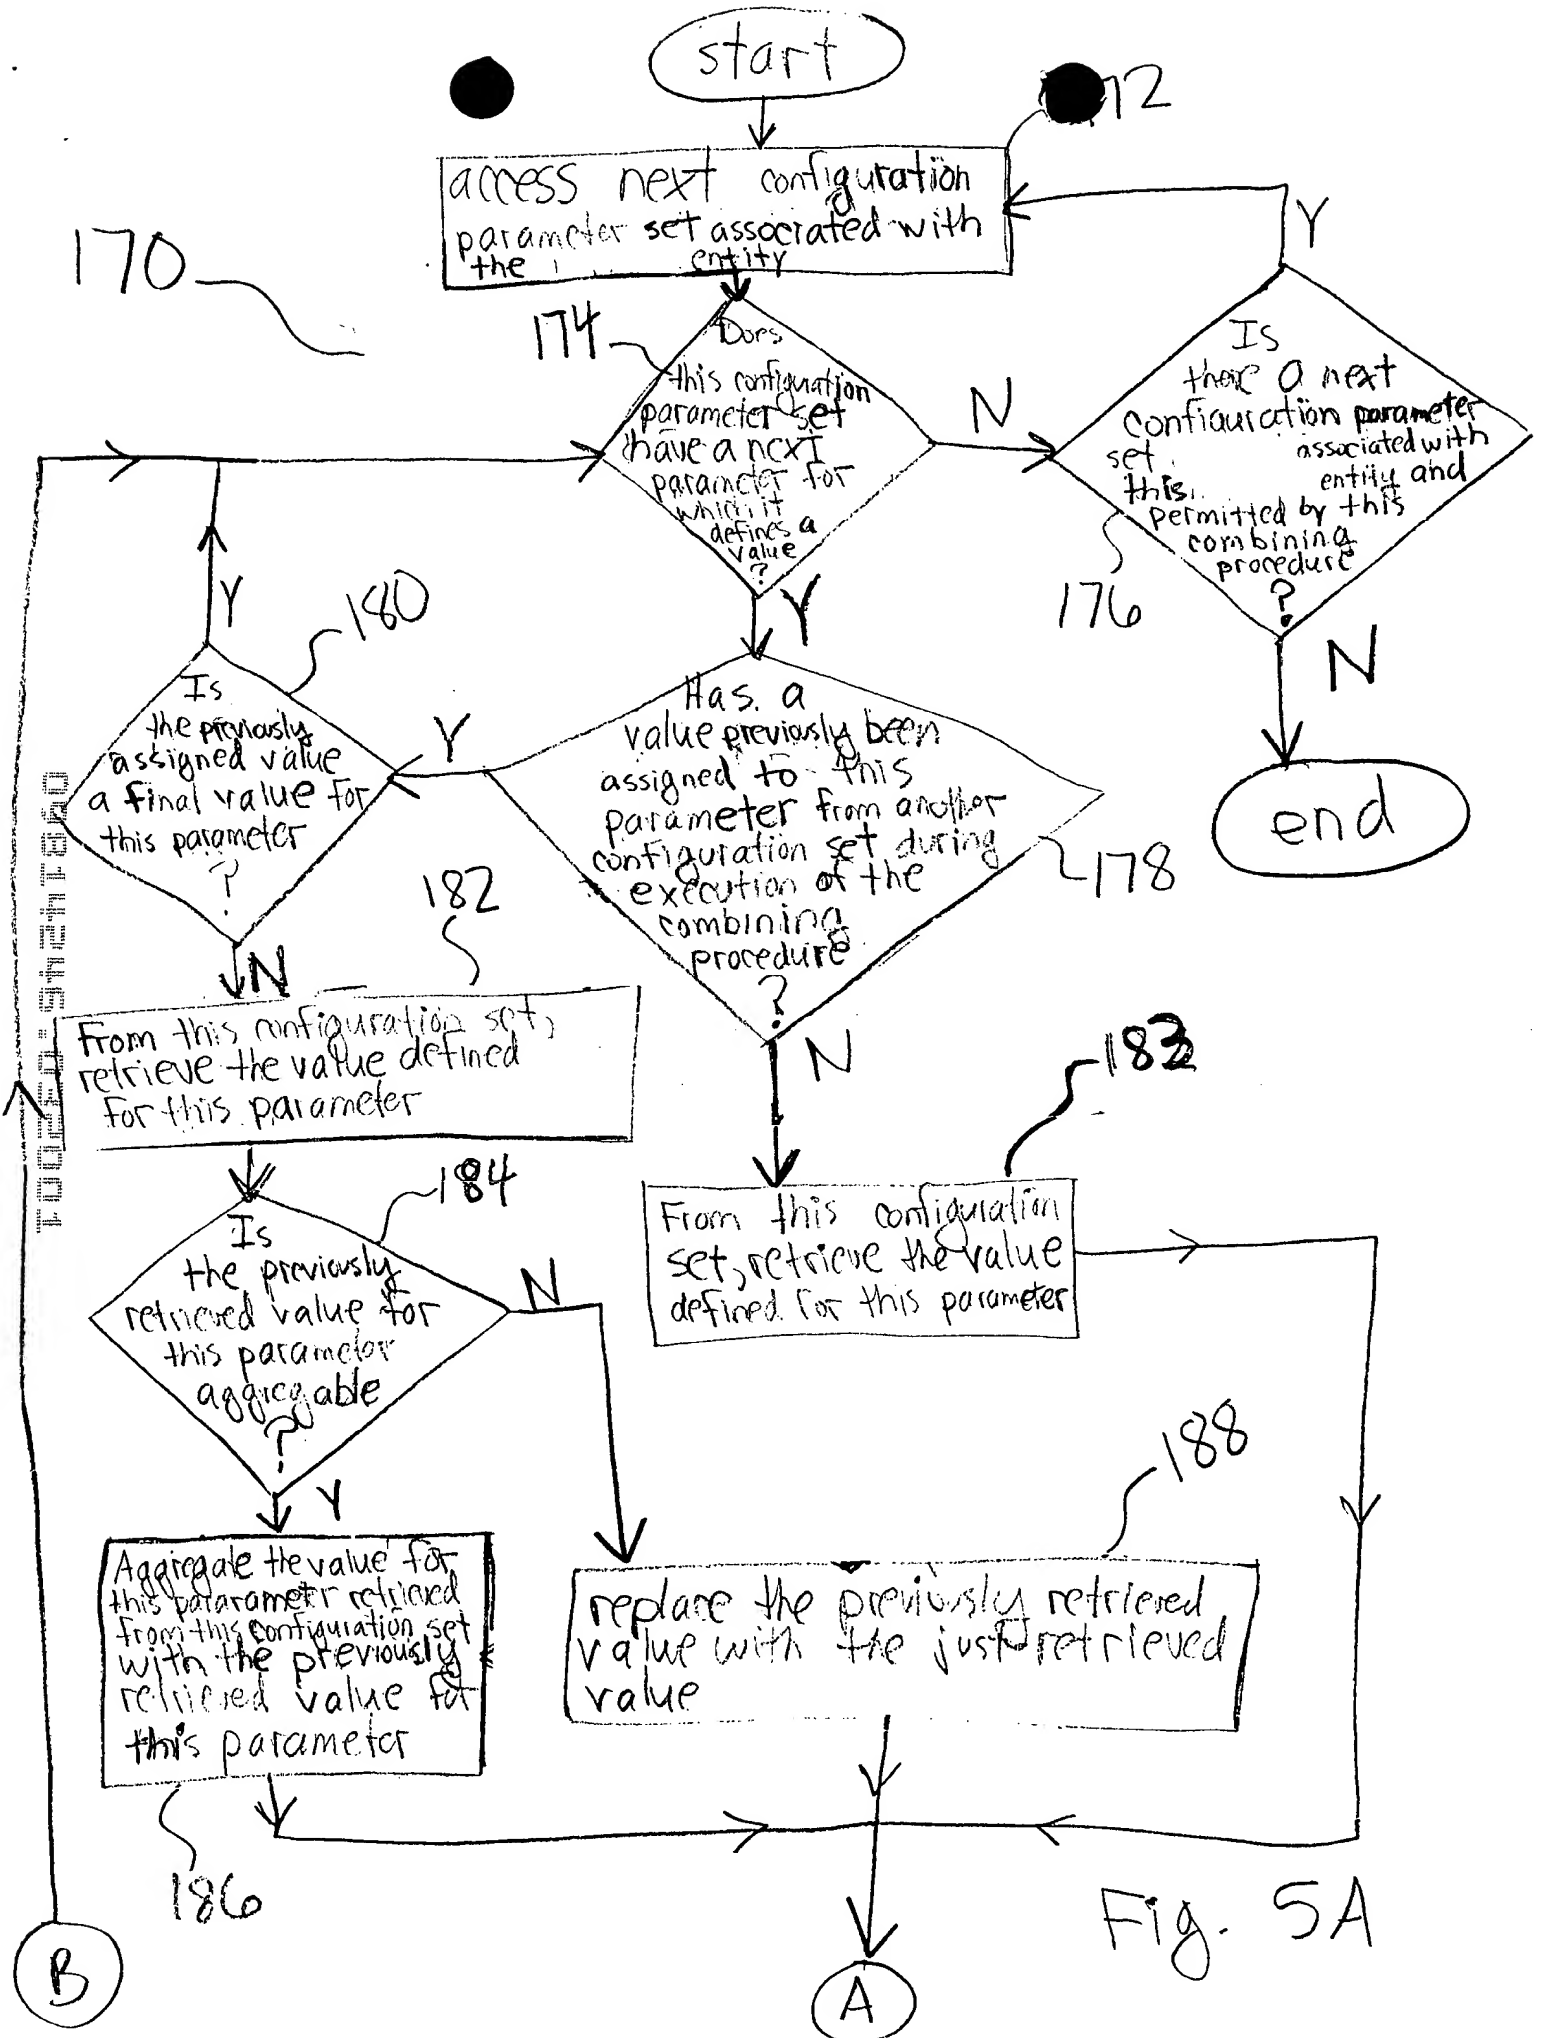 start
172
access next configuration
parameter set associated with
the entity
170
174
Does
this configuration
parameter set
have a next
parameter for
which it
defines a
value
?
N
Y
Y
Is
there a next
configuration parameter
set associated with
this entity and
permitted by this
combining
procedure
?
176
N
end
Y
180
Is
the previously
assigned value
a final value for
this parameter
?
Y
N
Has a
value previously been
assigned to this
parameter from another
configuration set during
execution of the
combining
procedure
?
178
N
182
From this configuration set,
retrieve the value defined
for this parameter
183
From this configuration
set, retrieve the value
defined for this parameter
184
Is
the previously
retrieved value for
this parameter
aggregable
?
N
Y
Aggregate the value for
this pararameter retrieved
from this configuration set
with the previously
retrieved value for
this parameter
186
188
replace the previously retrieved
value with the just retrieved
value
B
A
Fig. 5A